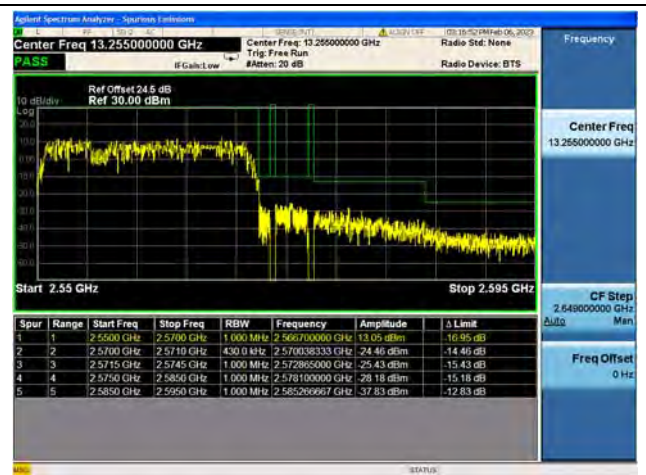 Agilent Spectrum Analyzer - Spurious Emissions
Center Freq 13.255000000 GHz
PASS
IFGain:Low
Center Freq: 13.255000000 GHz
Trig: Free Run
#Atten: 20 dB
03:16:52 PM Feb 06, 2023
Radio Std: None
Radio Device: BTS
Frequency
Ref Offset 24.5 dB
10 dB/div Ref 30.00 dBm
Log
Start 2.55 GHz
Stop 2.595 GHz
Center Freq
13.255000000 GHz
CF Step
2.649000000 GHz
Auto Man
Freq Offset
0 Hz
Spur Range Start Freq Stop Freq RBW Frequency Amplitude Δ Limit
1 1 2.5500 GHz 2.5700 GHz 1.000 MHz 2.566700000 GHz 13.05 dBm -16.95 dB
2 2 2.5700 GHz 2.5710 GHz 430.0 kHz 2.570038333 GHz -24.46 dBm -14.46 dB
3 3 2.5715 GHz 2.5745 GHz 1.000 MHz 2.572865000 GHz -25.43 dBm -15.43 dB
4 4 2.5750 GHz 2.5850 GHz 1.000 MHz 2.578100000 GHz -28.18 dBm -15.18 dB
5 5 2.5850 GHz 2.5950 GHz 1.000 MHz 2.585266667 GHz -37.83 dBm -12.83 dB
MSG
STATUS